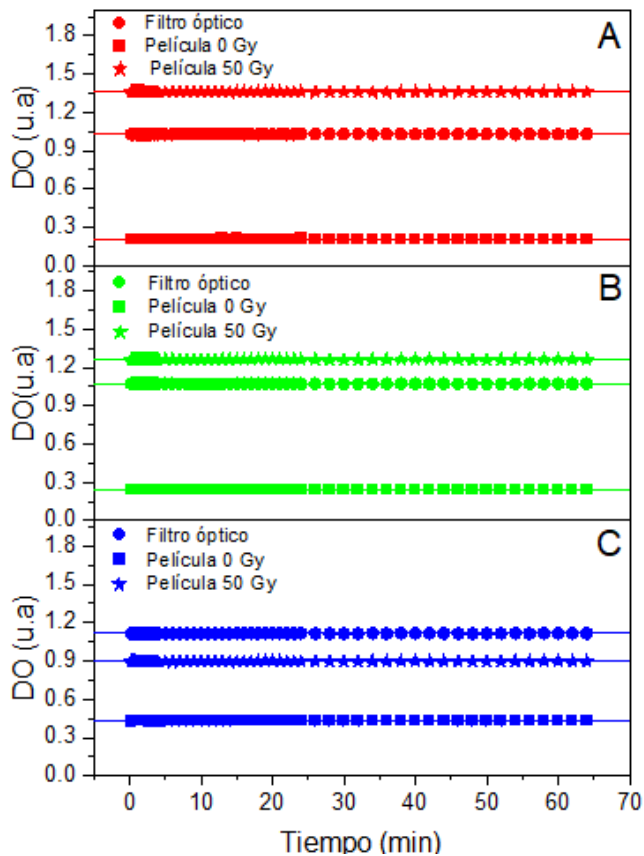 A
Filtro óptico
Película 0 Gy
Película 50 Gy
1.8
1.5
1.2
0.9
0.6
0.3
0.0
DO (u.a)
B
Filtro óptico
Película 0 Gy
Película 50 Gy
1.8
1.5
1.2
0.9
0.6
0.3
0.0
DO(u.a)
C
Filtro óptico
Película 0 Gy
Película 50 Gy
1.8
1.5
1.2
0.9
0.6
0.3
0.0
DO (u.a)
0 10 20 30 40 50 60 70
Tiempo (min)